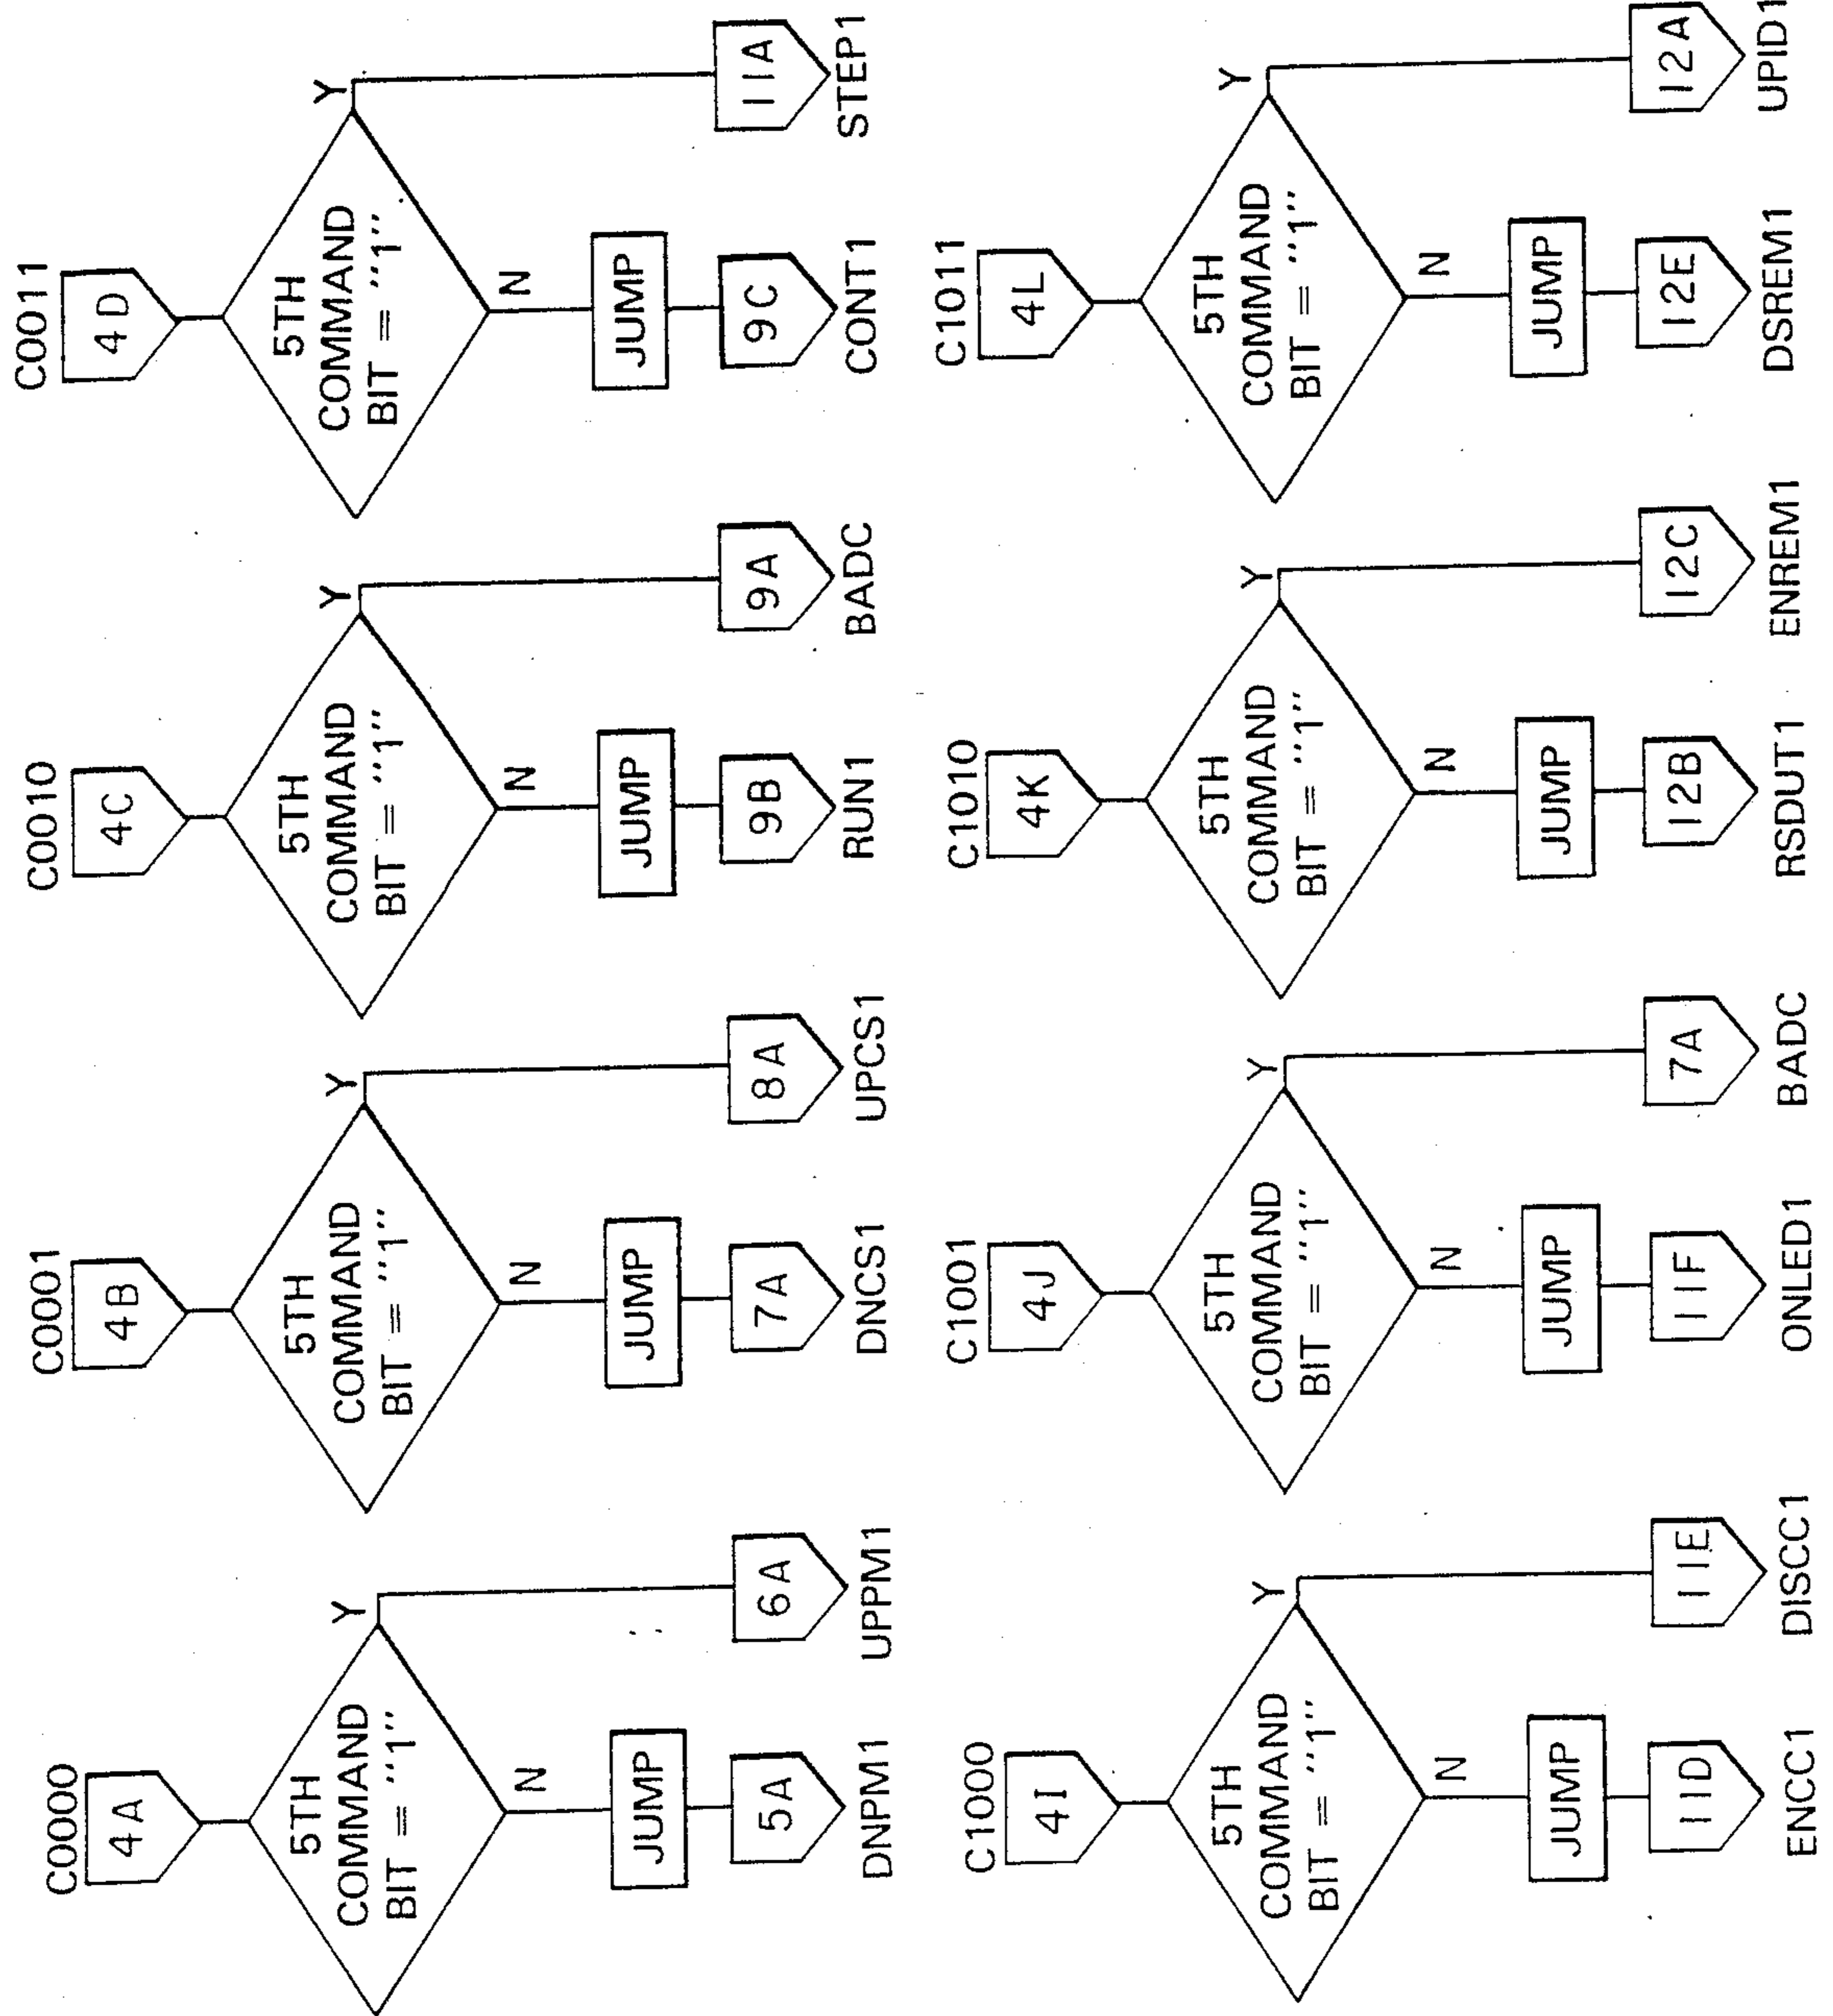 C0000
4A
5TH
COMMAND
BIT = "1"
Y
N
JUMP
5A
DNPM1
6A
UPPM1
C0001
4B
5TH
COMMAND
BIT = "1"
Y
N
JUMP
7A
DNCS1
8A
UPCS1
C0010
4C
5TH
COMMAND
BIT = "1"
Y
N
JUMP
9B
RUN1
9A
BADC
C0011
4D
5TH
COMMAND
BIT = "1"
Y
N
JUMP
9C
CONT1
11A
STEP1
C1000
4I
5TH
COMMAND
BIT = "1"
Y
N
JUMP
11D
ENCC1
11E
DISCC1
C1001
4J
5TH
COMMAND
BIT = "1"
Y
N
JUMP
11F
ONLED1
7A
BADC
C1010
4K
5TH
COMMAND
BIT = "1"
Y
N
JUMP
12B
RSDUT1
12C
ENREM1
C1011
4L
5TH
COMMAND
BIT = "1"
Y
N
JUMP
12E
DSREM1
12A
UPID1